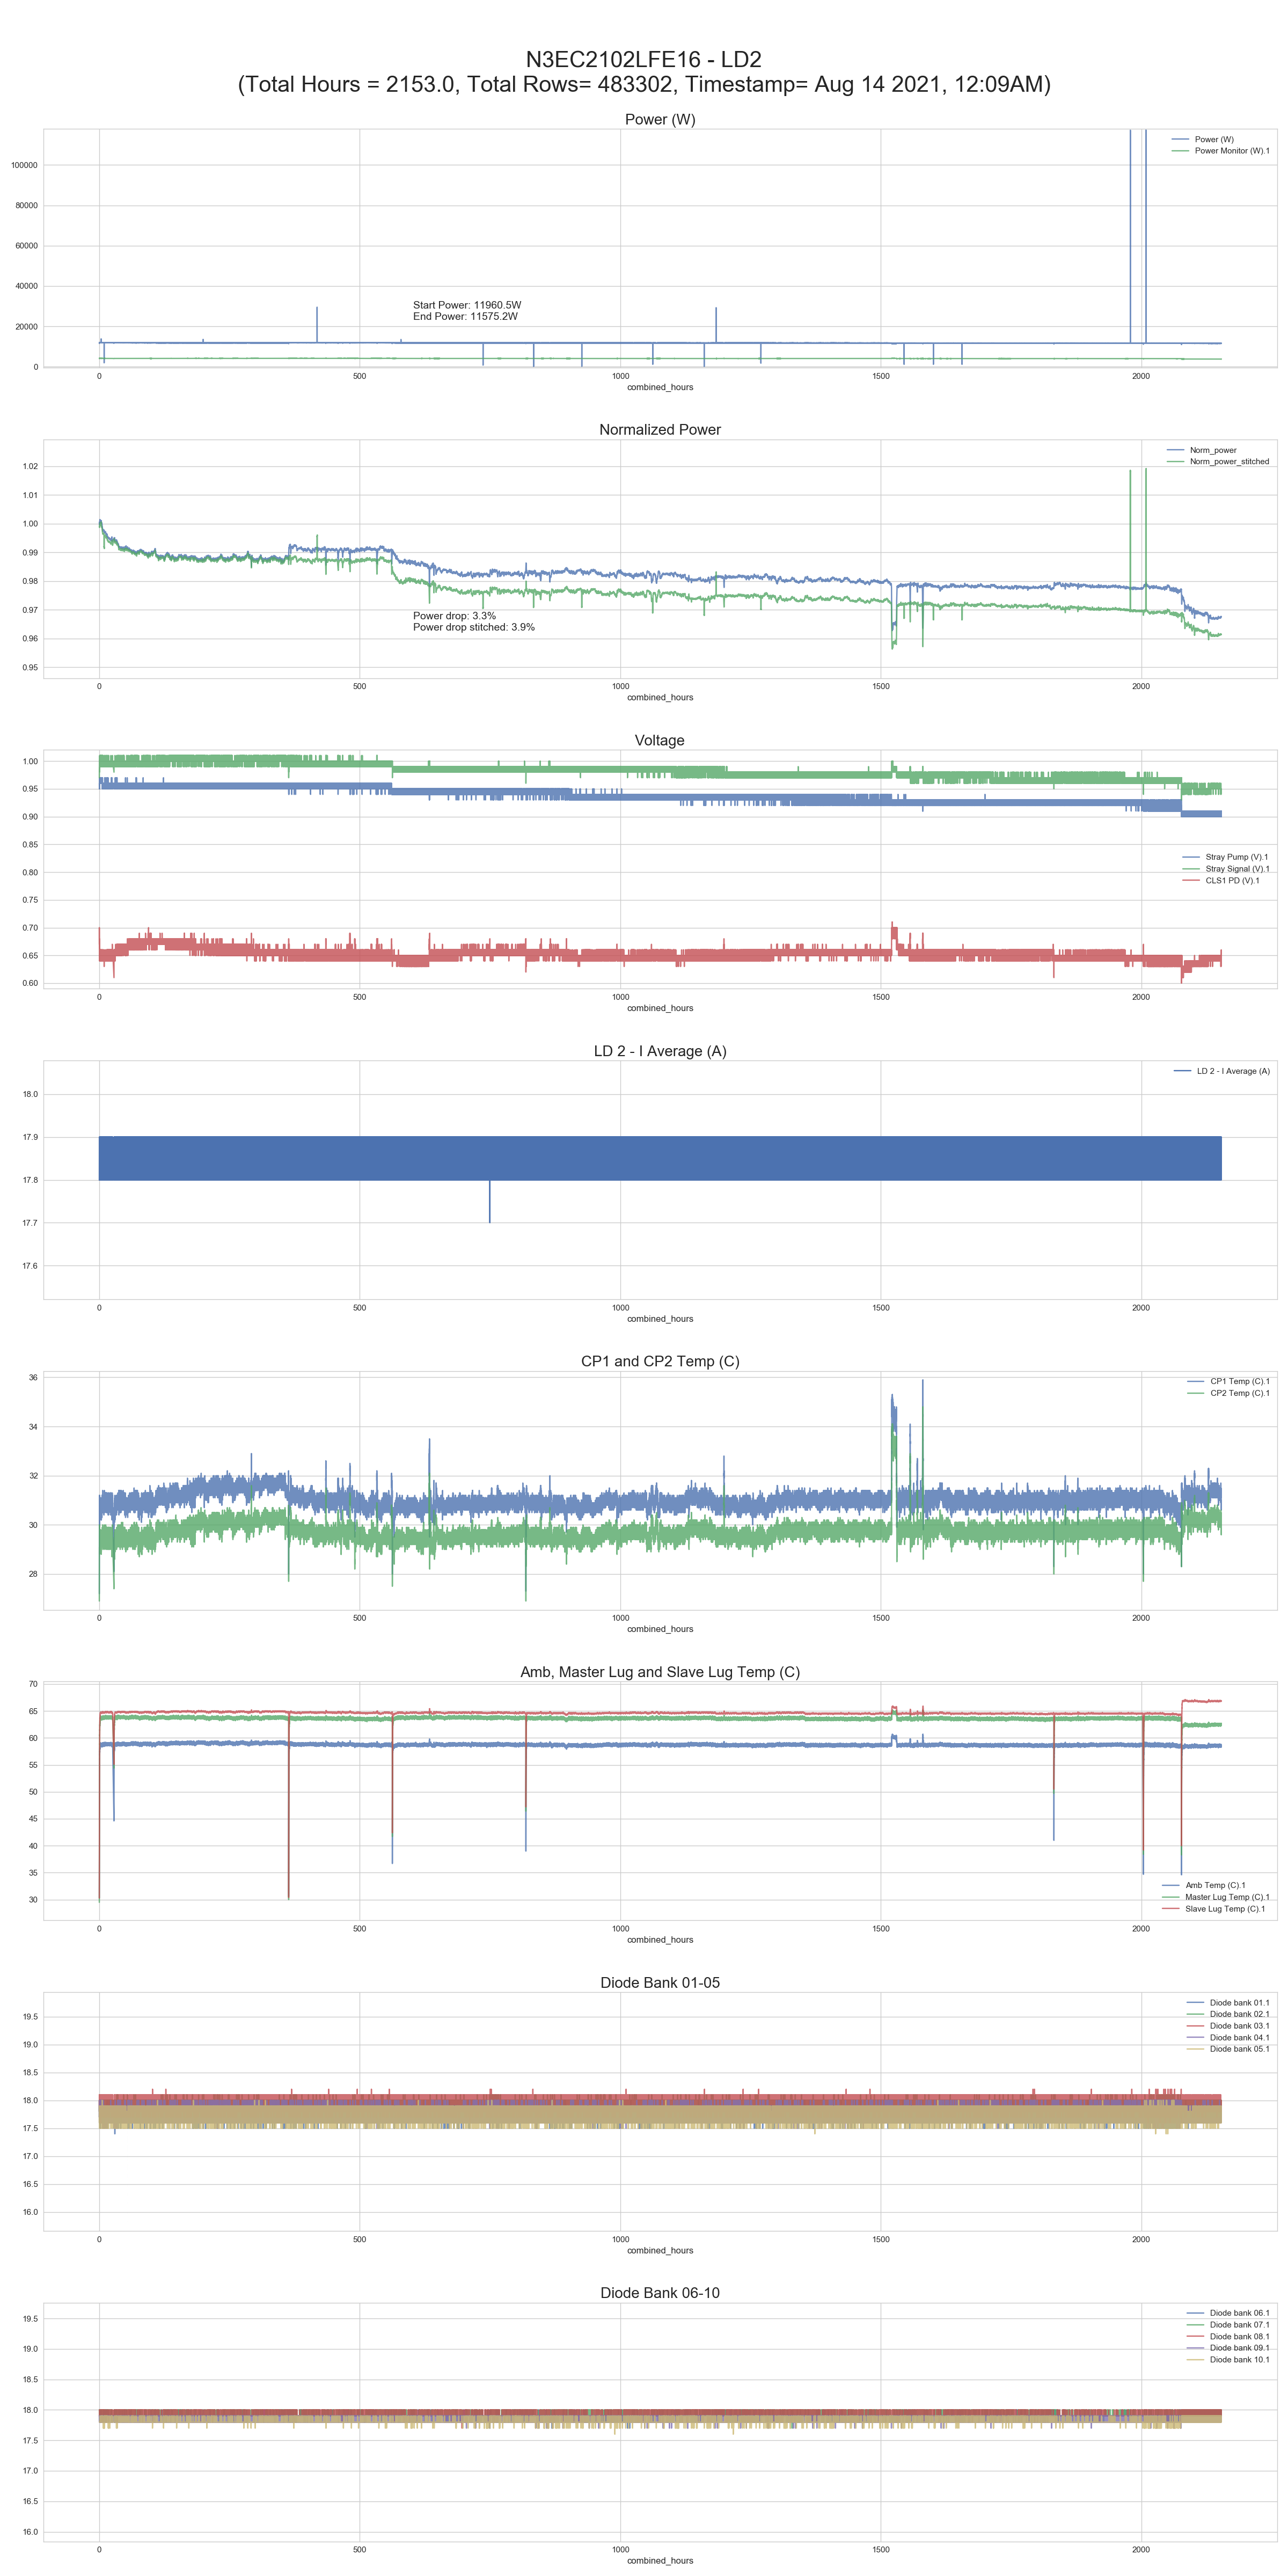 N3EC2102LFE16 - LD2
(Total Hours = 2153.0, Total Rows= 483302, Timestamp= Aug 14 2021, 12:09AM)
Power (W)
Power (W)
Power Monitor (W).1
100000
80000
60000
40000
20000
0
Start Power: 11960.5W
End Power: 11575.2W
0 500 1000 1500 2000
combined_hours
Normalized Power
Norm_power
Norm_power_stitched
1.02
1.01
1.00
0.99
0.98
0.97
0.96
0.95
Power drop: 3.3%
Power drop stitched: 3.9%
0 500 1000 1500 2000
combined_hours
Voltage
1.00
0.95
0.90
0.85
0.80
0.75
0.70
0.65
0.60
Stray Pump (V).1
Stray Signal (V).1
CLS1 PD (V).1
0 500 1000 1500 2000
combined_hours
LD 2 - I Average (A)
LD 2 - I Average (A)
18.0
17.9
17.8
17.7
17.6
0 500 1000 1500 2000
combined_hours
CP1 and CP2 Temp (C)
CP1 Temp (C).1
CP2 Temp (C).1
36
34
32
30
28
0 500 1000 1500 2000
combined_hours
Amb, Master Lug and Slave Lug Temp (C)
70
65
60
55
50
45
40
35
30
Amb Temp (C).1
Master Lug Temp (C).1
Slave Lug Temp (C).1
0 500 1000 1500 2000
combined_hours
Diode Bank 01-05
Diode bank 01.1
Diode bank 02.1
Diode bank 03.1
Diode bank 04.1
Diode bank 05.1
19.5
19.0
18.5
18.0
17.5
17.0
16.5
16.0
0 500 1000 1500 2000
combined_hours
Diode Bank 06-10
Diode bank 06.1
Diode bank 07.1
Diode bank 08.1
Diode bank 09.1
Diode bank 10.1
19.5
19.0
18.5
18.0
17.5
17.0
16.5
16.0
0 500 1000 1500 2000
combined_hours